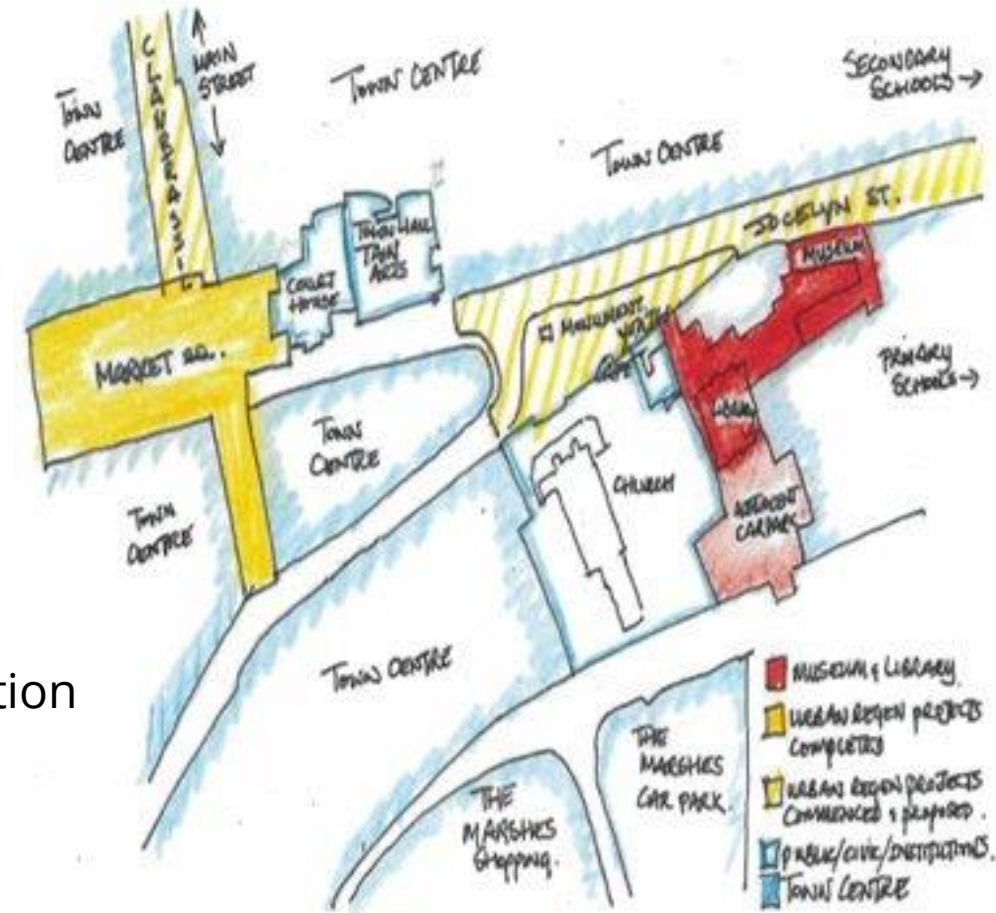 TOWN
CENTRE
CLANBRASSIL
MAIN
STREET
TOWN CENTRE
SECONDARY
SCHOOLS →
TOWN CENTRE
JOCELYN ST.
MUSEUM
COURT
HOUSE
TOWN HALL
TAIN
ARTS
MONUMENT
MARKET SQ.
PRIMARY
SCHOOLS →
LIBRARY
TOWN
CENTRE
CHURCH
ADJACENT
CARPARK
TOWN
CENTRE
TOWN CENTRE
tion
THE
MARSHES
CAR PARK.
THE
MARSHES
Shopping.
MUSEUM & LIBRARY
URBAN REGEN PROJECTS
COMPLETED
URBAN REGEN PROJECTS
COMMENCED & PROPOSED.
PUBLIC/CIVIC/INSTITUTIONS.
TOWN CENTRE